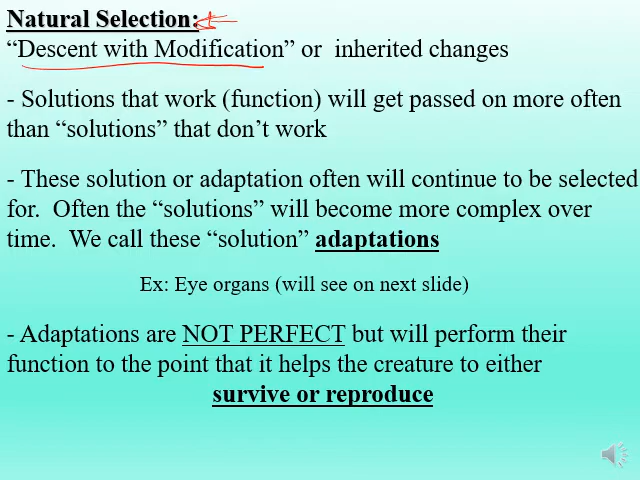 Natural Selection:
“Descent with Modification” or inherited changes
- Solutions that work (function) will get passed on more often
than “solutions” that don’t work
- These solution or adaptation often will continue to be selected
for. Often the “solutions” will become more complex over
time. We call these “solution” adaptations
Ex: Eye organs (will see on next slide)
- Adaptations are NOT PERFECT but will perform their
function to the point that it helps the creature to either
survive or reproduce